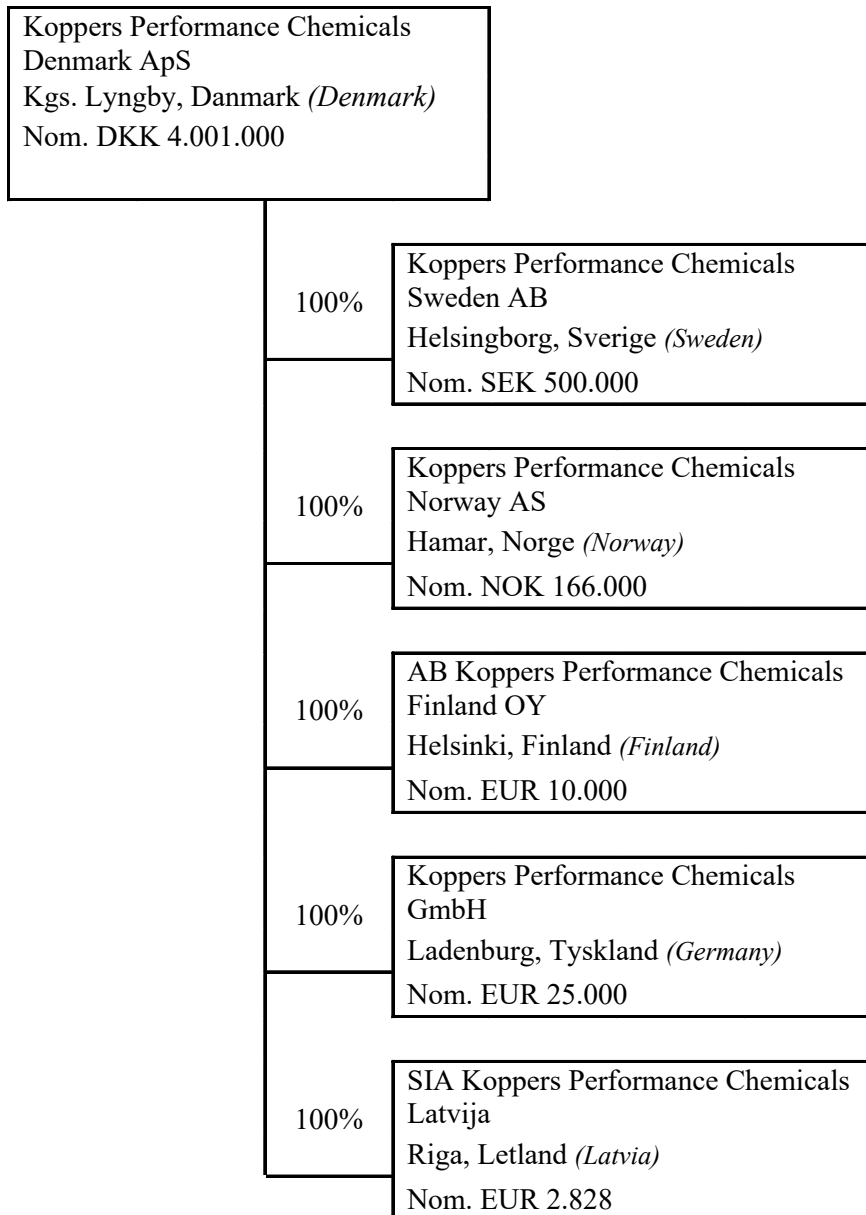 Koppers Performance Chemicals
Denmark ApS
Kgs. Lyngby, Danmark (Denmark)
Nom. DKK 4.001.000
100%
Koppers Performance Chemicals
Sweden AB
Helsingborg, Sverige (Sweden)
Nom. SEK 500.000
100%
Koppers Performance Chemicals
Norway AS
Hamar, Norge (Norway)
Nom. NOK 166.000
100%
AB Koppers Performance Chemicals
Finland OY
Helsinki, Finland (Finland)
Nom. EUR 10.000
100%
Koppers Performance Chemicals
GmbH
Ladenburg, Tyskland (Germany)
Nom. EUR 25.000
100%
SIA Koppers Performance Chemicals
Latvija
Riga, Letland (Latvia)
Nom. EUR 2.828